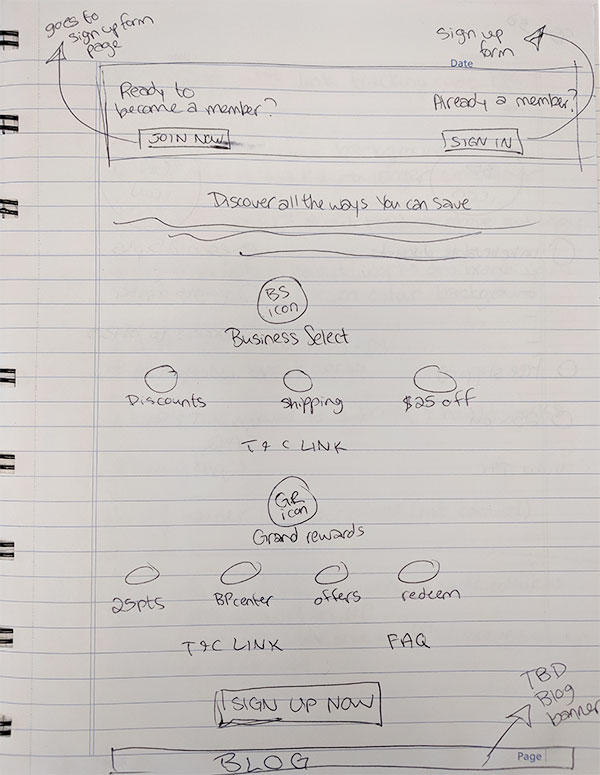 goes to
sign up form
page
sign up
form
Date
Ready to
become a member?
Already a member?
JOIN NOW
SIGN IN
Discover all the ways You can save
BS
icon
Business Select
Discounts
shipping
$25 off
T & C LINK
GR
icon
Grand rewards
25pts
BPcenter
offers
redeem
T&C LINK
FAQ
SIGN UP NOW
TBD
Blog
banner
BLOG
Page